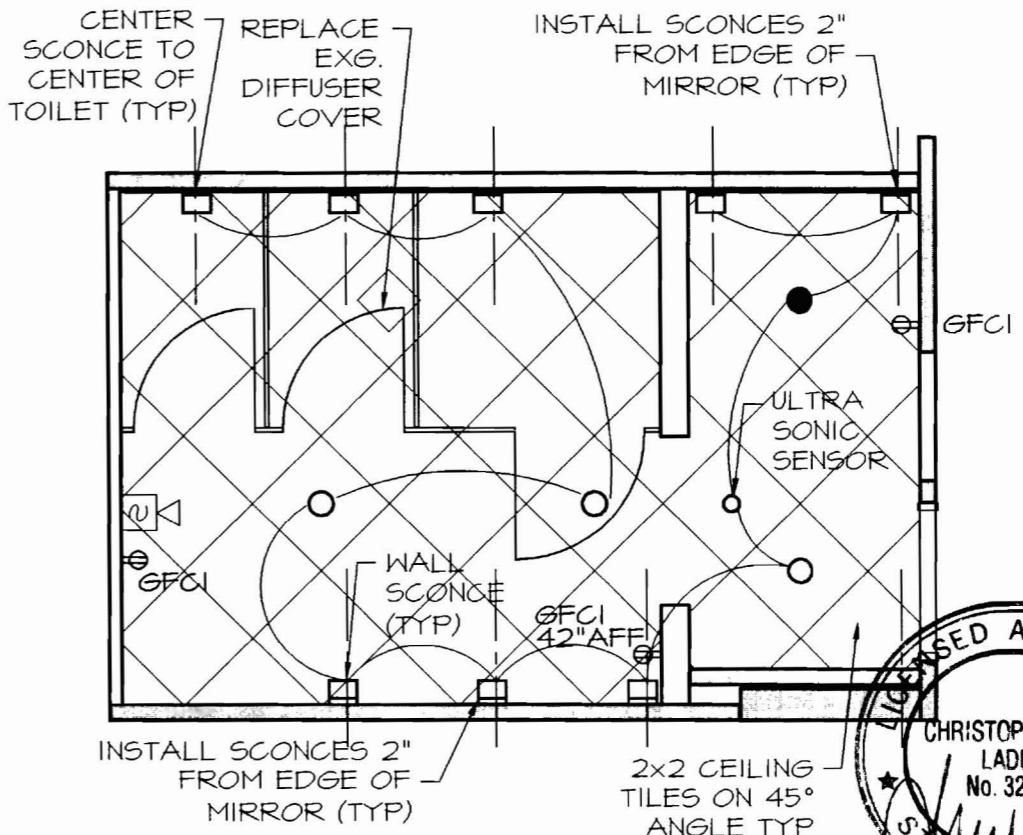 CENTER
SCONCE TO
CENTER OF
TOILET (TYP)
REPLACE
EXG.
DIFFUSER
COVER
INSTALL SCONCES 2"
FROM EDGE OF
MIRROR (TYP)
GFCI
ULTRA
SONIC
SENSOR
GFCI
WALL
SCONCE
(TYP)
GFCI
42"AFF
INSTALL SCONCES 2"
FROM EDGE OF
MIRROR (TYP)
2x2 CEILING
TILES ON 45°
ANGLE TYP
LICENSED A
CHRISTOP
LAD
No. 32